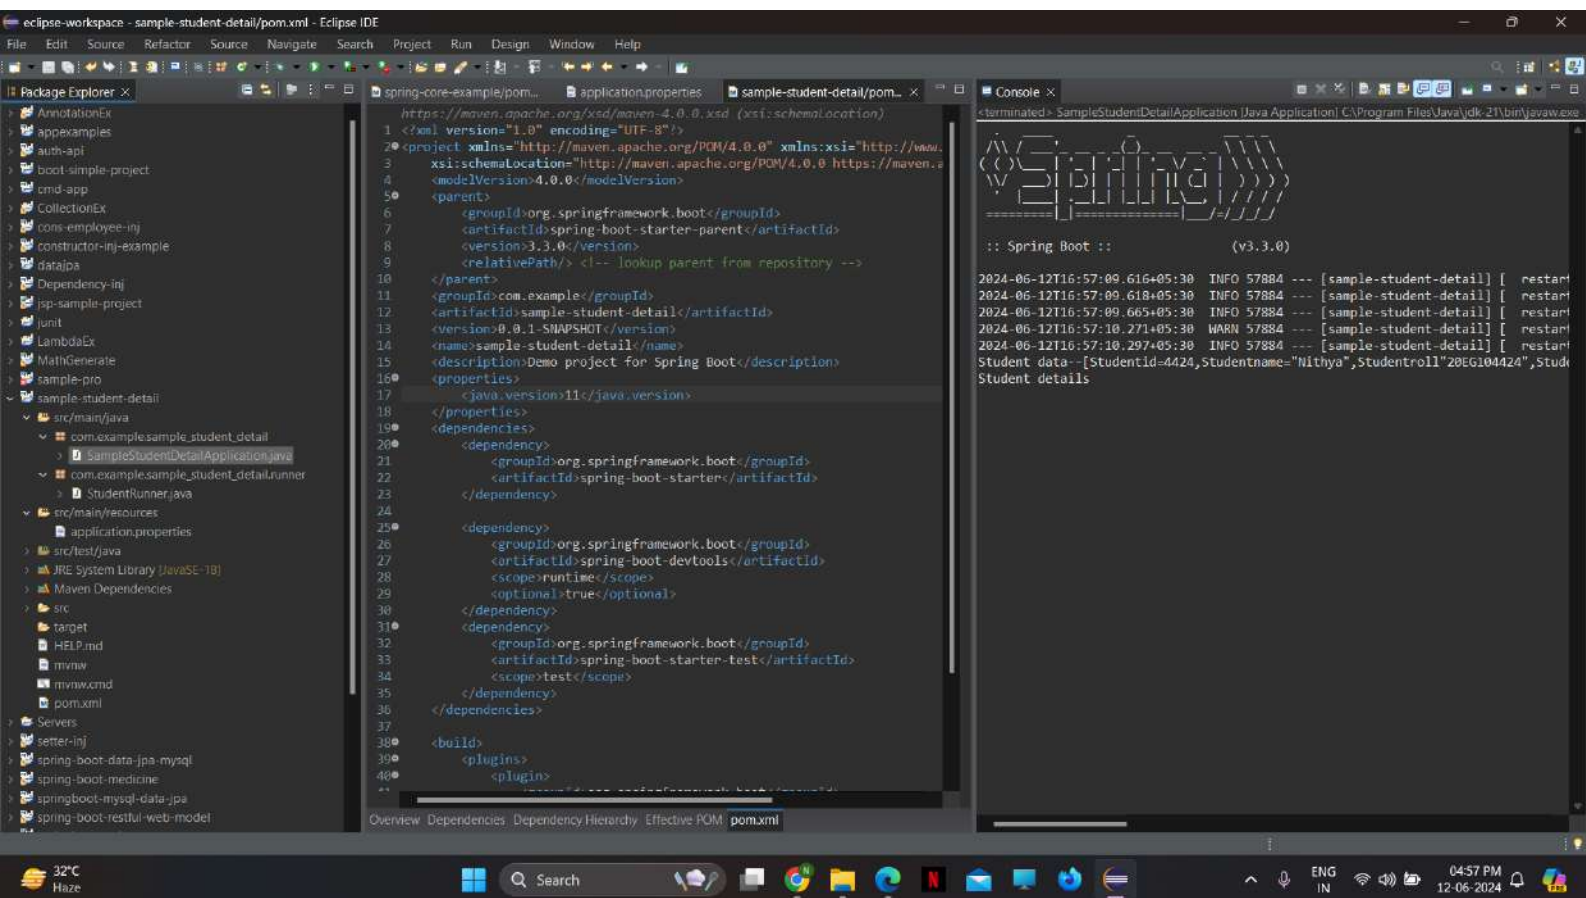 eclipse-workspace - sample-student-detail/pom.xml - Eclipse IDE
File Edit Source Refactor Source Navigate Search Project Run Design Window Help
Package Explorer
AnnotationEx
appexamples
auth-api
boot-simple-project
cmd-app
CollectionEx
cons-employee-inj
constructor-inj-example
datajpa
Dependency-inj
jsp-sample-project
junit
LambdaEx
MathGenerate
sample-pro
sample-student-detail
src/main/java
com.example.sample_student_detail
SampleStudentDetailApplication.java
com.example.sample_student_detail.runner
StudentRunner.java
src/main/resources
application.properties
src/test/java
JRE System Library [JavaSE-18]
Maven Dependencies
src
target
HELP.md
mvnw
mvnw.cmd
pom.xml
Servers
setter-inj
spring-boot-data-jpa-mysql
spring-boot-medicine
springboot-mysql-data-jpa
spring-boot-restful-web-model
spring-core-example/pom... application.properties sample-student-detail/pom...
https://maven.apache.org/xsd/maven-4.0.0.xsd (xsi:schemaLocation)
1 <?xml version="1.0" encoding="UTF-8"?>
2 <project xmlns="http://maven.apache.org/POM/4.0.0" xmlns:xsi="http://www.
3 xsi:schemaLocation="http://maven.apache.org/POM/4.0.0 https://maven.a
4 <modelVersion>4.0.0</modelVersion>
5 <parent>
6 <groupId>org.springframework.boot</groupId>
7 <artifactId>spring-boot-starter-parent</artifactId>
8 <version>3.3.0</version>
9 <relativePath/> <!-- lookup parent from repository -->
10 </parent>
11 <groupId>com.example</groupId>
12 <artifactId>sample-student-detail</artifactId>
13 <version>0.0.1-SNAPSHOT</version>
14 <name>sample-student-detail</name>
15 <description>Demo project for Spring Boot</description>
16 <properties>
17 <java.version>11</java.version>
18 </properties>
19 <dependencies>
20 <dependency>
21 <groupId>org.springframework.boot</groupId>
22 <artifactId>spring-boot-starter</artifactId>
23 </dependency>
24
25 <dependency>
26 <groupId>org.springframework.boot</groupId>
27 <artifactId>spring-boot-devtools</artifactId>
28 <scope>runtime</scope>
29 <optional>true</optional>
30 </dependency>
31 <dependency>
32 <groupId>org.springframework.boot</groupId>
33 <artifactId>spring-boot-starter-test</artifactId>
34 <scope>test</scope>
35 </dependency>
36 </dependencies>
37
38 <build>
39 <plugins>
40 <plugin>
Overview Dependencies Dependency Hierarchy Effective POM pom.xml
Console
<terminated> SampleStudentDetailApplication [Java Application] C:\Program Files\Java\jdk-21\bin\javaw.exe
Spring
:: Spring Boot :: (v3.3.0)
2024-06-12T16:57:09.616+05:30 INFO 57884 --- [sample-student-detail] [ restart
2024-06-12T16:57:09.618+05:30 INFO 57884 --- [sample-student-detail] [ restart
2024-06-12T16:57:09.665+05:30 INFO 57884 --- [sample-student-detail] [ restart
2024-06-12T16:57:10.271+05:30 WARN 57884 --- [sample-student-detail] [ restart
2024-06-12T16:57:10.297+05:30 INFO 57884 --- [sample-student-detail] [ restart
Student data--[Studentid=4424,Studentname="Nithya",Studentroll"20EG104424",Stude
Student details
32°C
Haze
Search
ENG
IN
04:57 PM
12-06-2024